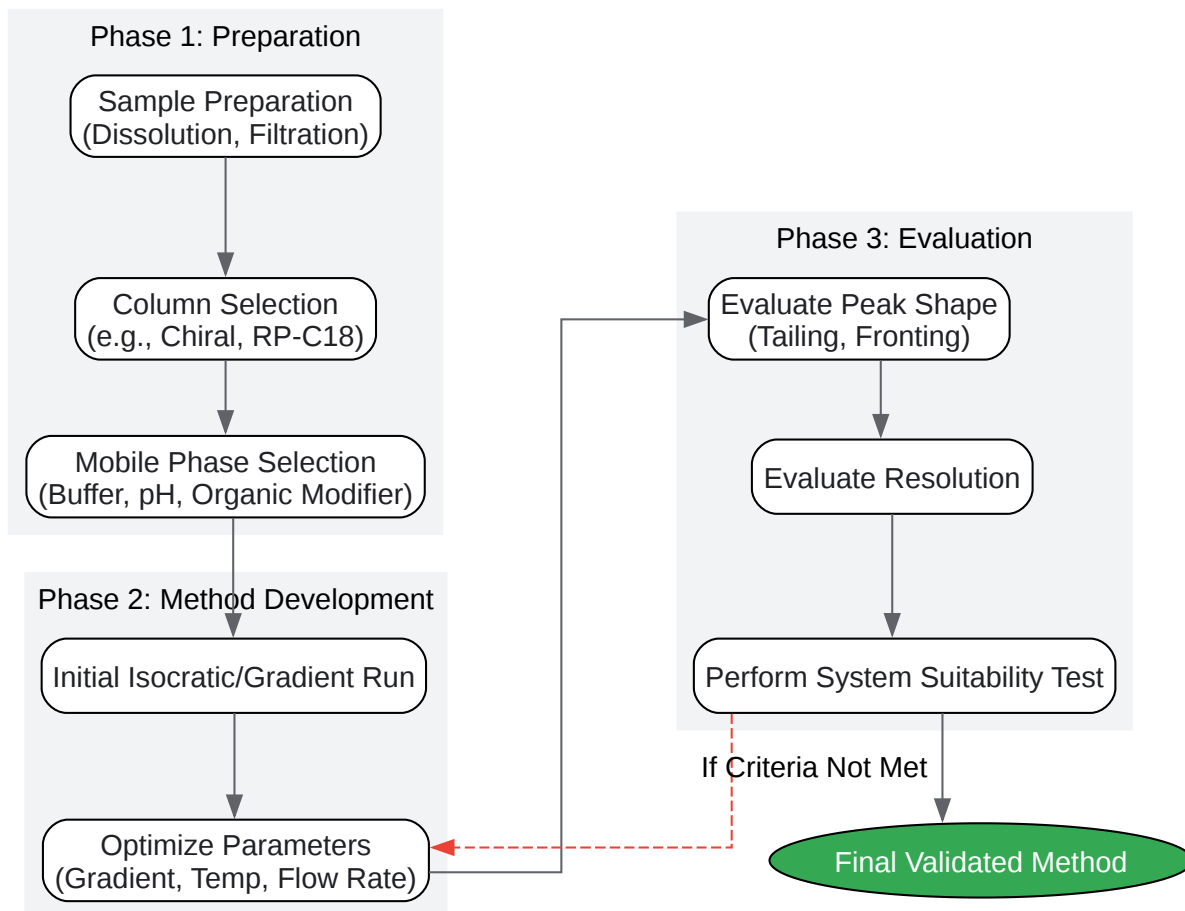 Phase 1: Preparation
Sample Preparation
(Dissolution, Filtration)
Column Selection
(e.g., Chiral, RP-C18)
Mobile Phase Selection
(Buffer, pH, Organic Modifier)
Phase 2: Method Development
Initial Isocratic/Gradient Run
Optimize Parameters
(Gradient, Temp, Flow Rate)
Phase 3: Evaluation
Evaluate Peak Shape
(Tailing, Fronting)
Evaluate Resolution
Perform System Suitability Test
If Criteria Not Met
Final Validated Method